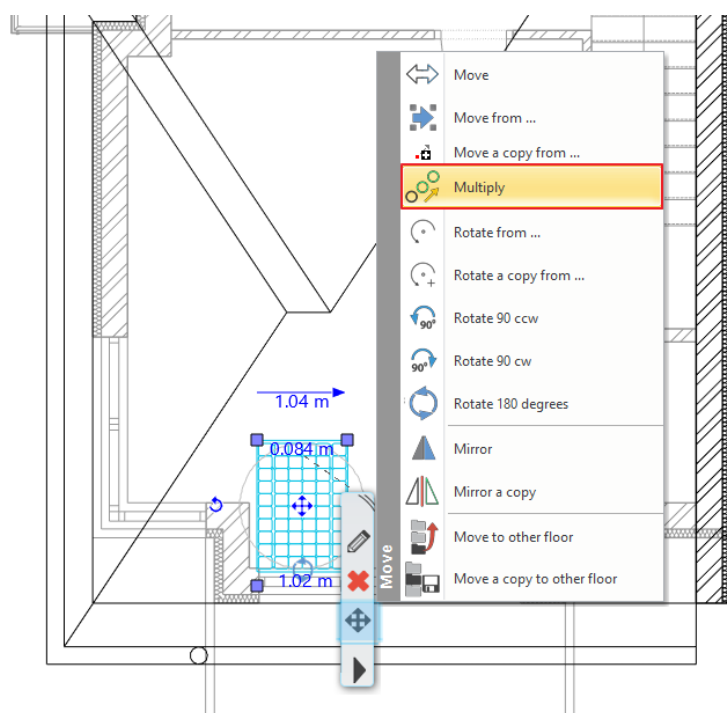 Move
Move from ...
Move a copy from ...
Multiply
Rotate from ...
Rotate a copy from ...
90°
Rotate 90 ccw
90°
Rotate 90 cw
Rotate 180 degrees
Mirror
Mirror a copy
Move to other floor
Move a copy to other floor
Move
1.04 m
0.084 m
1.02 m